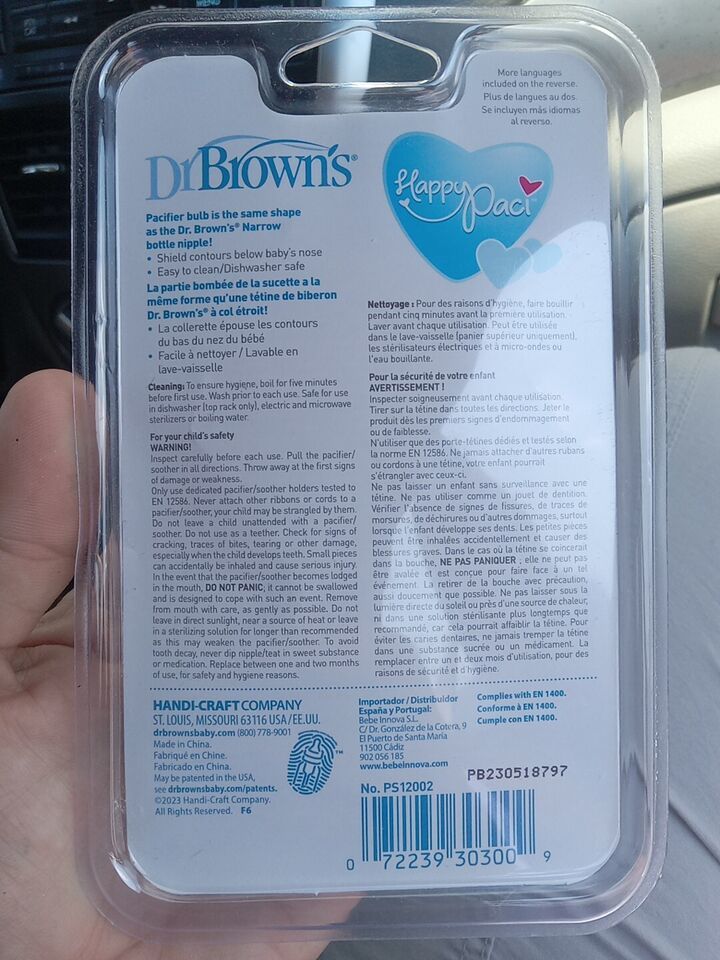 More languages
included on the reverse.
Plus de langues au dos.
Se incluyen más idiomas
al reverso.
Dr Brown's®
Happy Paci™
Pacifier bulb is the same shape
as the Dr. Brown's® Narrow
bottle nipple!
• Shield contours below baby's nose
• Easy to clean/Dishwasher safe
La partie bombée de la sucette a la
même forme qu'une tétine de biberon
Dr. Brown's® à col étroit!
• La collerette épouse les contours
du bas du nez du bébé
• Facile à nettoyer / Lavable en
lave-vaisselle
Cleaning: To ensure hygiene, boil for five minutes
before first use. Wash prior to each use. Safe for use
in dishwasher (top rack only), electric and microwave
sterilizers or boiling water.
For your child's safety
WARNING!
Inspect carefully before each use. Pull the pacifier/
soother in all directions. Throw away at the first signs
of damage or weakness.
Only use dedicated pacifier/soother holders tested to
EN 12586. Never attach other ribbons or cords to a
pacifier/soother, your child may be strangled by them.
Do not leave a child unattended with a pacifier/
soother. Do not use as a teether. Check for signs of
cracking, traces of bites, tearing or other damage,
especially when the child develops teeth. Small pieces
can accidentally be inhaled and cause serious injury.
In the event that the pacifier/soother becomes lodged
in the mouth, DO NOT PANIC; it cannot be swallowed
and is designed to cope with such an event. Remove
from mouth with care, as gently as possible. Do not
leave in direct sunlight, near a source of heat or leave
in a sterilizing solution for longer than recommended
as this may weaken the pacifier/soother. To avoid
tooth decay, never dip nipple/teat in sweet substance
or medication. Replace between one and two months
of use, for safety and hygiene reasons.
Nettoyage : Pour des raisons d'hygiène, faire bouillir
pendant cinq minutes avant la première utilisation.
Laver avant chaque utilisation. Peut être utilisée
dans le lave-vaisselle (panier supérieur uniquement),
les stérilisateurs électriques et à micro-ondes ou
l'eau bouillante.
Pour la sécurité de votre enfant
AVERTISSEMENT !
Inspecter soigneusement avant chaque utilisation.
Tirer sur la tétine dans toutes les directions. Jeter le
produit dès les premiers signes d'endommagement
ou de faiblesse.
N'utiliser que des porte-tétines dédiés et testés selon
la norme EN 12586. Ne jamais attacher d'autres rubans
ou cordons à une tétine, votre enfant pourrait
s'étrangler avec ceux-ci.
Ne pas laisser un enfant sans surveillance avec une
tétine. Ne pas utiliser comme un jouet de dentition.
Vérifier l'absence de signes de fissures, de traces de
morsures, de déchirures ou d'autres dommages, surtout
lorsque l'enfant développe ses dents. Les petites pièces
peuvent être inhalées accidentellement et causer des
blessures graves. Dans le cas où la tétine se coincerait
dans la bouche, NE PAS PANIQUER ; elle ne peut pas
être avalée et est conçue pour faire face à un tel
événement. La retirer de la bouche avec précaution,
aussi doucement que possible. Ne pas laisser sous la
lumière directe du soleil ou près d'une source de chaleur,
ni dans une solution stérilisante plus longtemps que
recommandé, car cela pourrait affaiblir la tétine. Pour
éviter les caries dentaires, ne jamais tremper la tétine
dans une substance sucrée ou un médicament. La
remplacer entre un et deux mois d'utilisation, pour des
raisons de sécurité et d'hygiène.
HANDI-CRAFT COMPANY
ST. LOUIS, MISSOURI 63116 USA/EE.UU.
drbrownsbaby.com (800) 778-9001
Made in China.
Fabriqué en Chine.
Fabricado en China.
May be patented in the USA,
see drbrownsbaby.com/patents.
©2023 Handi-Craft Company.
All Rights Reserved. F6
™
Importador / Distribuidor
España y Portugal:
Bebe Innova S.L.
C/ Dr. González de la Cotera, 9
El Puerto de Santa María
11500 Cádiz
902 056 185
www.bebeinnova.com
Complies with EN 1400.
Conforme à EN 1400.
Cumple con EN 1400.
PB230518797
No. PS12002
0 72239 30300 9